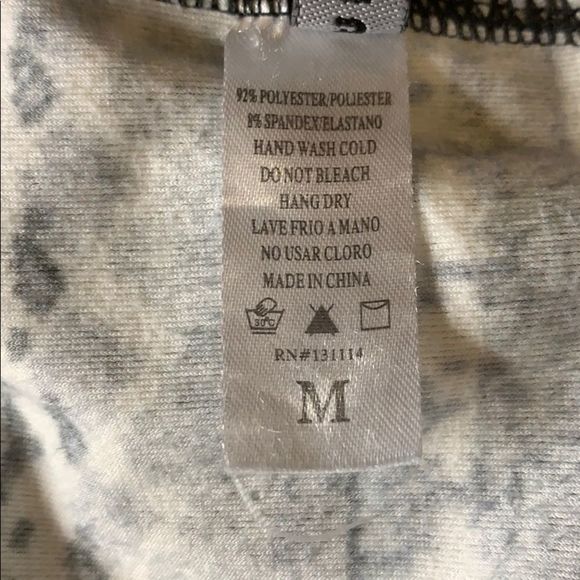 92% POLYESTER/POLIESTER
8% SPANDEX/ELASTANO
HAND WASH COLD
DO NOT BLEACH
HANG DRY
LAVE FRIO A MANO
NO USAR CLORO
MADE IN CHINA
30°C
RN#131114
M